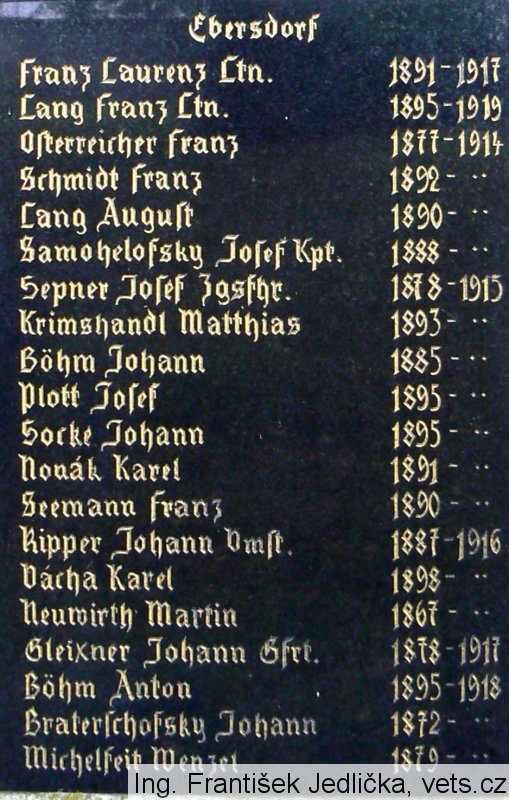 Ebersdorf
Franz Laurenz Ltn. 1891-1917
Lang Franz Ltn. 1895-1919
Österreicher Franz 1877-1914
Schmidt Franz 1892- ··
Lang August 1890- ··
Samohelofsky Josef Kpt. 1888- ··
Sepner Josef Zgsfhr. 1878-1915
Krimshandl Matthias 1893- ··
Böhm Johann 1885- ··
Plott Josef 1895- ··
Socke Johann 1895- ··
Novák Karel 1891- ··
Seemann Franz 1890- ··
Ripper Johann Vmst. 1887-1916
Vácha Karel 1898- ··
Neuwirth Martin 1867- ··
Gleixner Johann Gfrt. 1878-1917
Böhm Anton 1895-1918
Braterschofsky Johann 1872- ··
Michelfeit Wenzel 1879- ··
Ing. František Jedlička, vets.cz